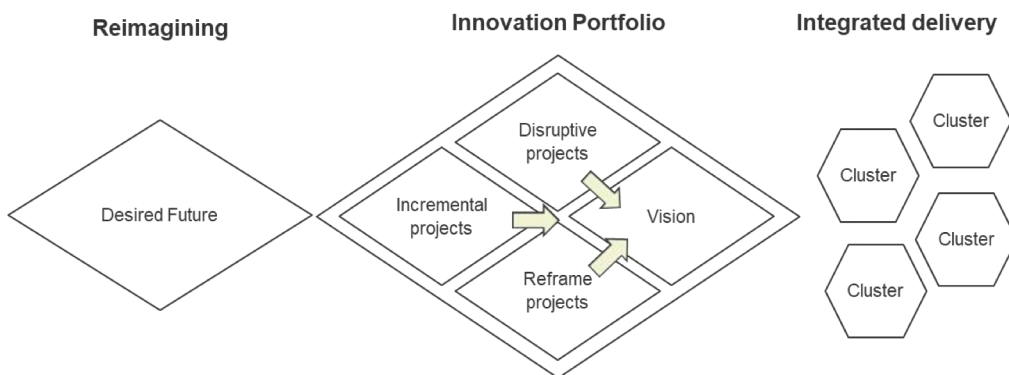 Reimagining
Innovation Portfolio
Integrated delivery
Desired Future
Disruptive
projects
Incremental
projects
Vision
Reframe
projects
Cluster
Cluster
Cluster
Cluster